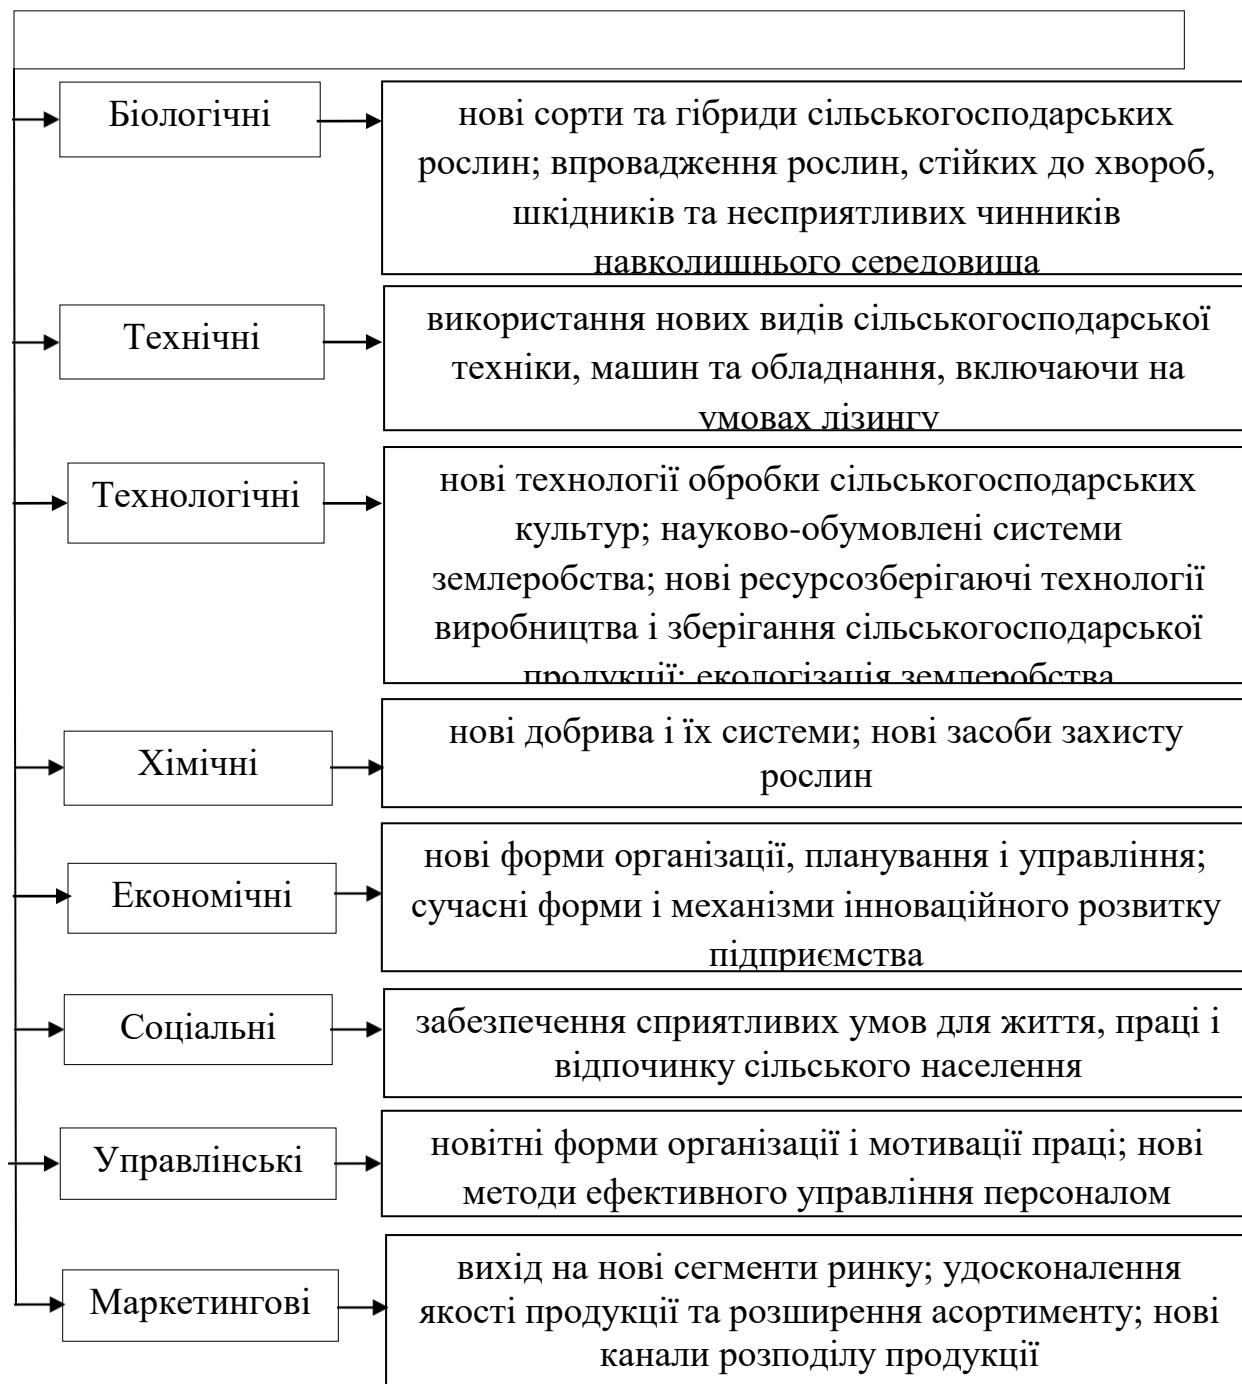 Біологічні
нові сорти та гібриди сільськогосподарських
рослин; впровадження рослин, стійких до хвороб,
шкідників та несприятливих чинників
навколишнього середовища
Технічні
використання нових видів сільськогосподарської
техніки, машин та обладнання, включаючи на
умовах лізингу
Технологічні
нові технології обробки сільськогосподарських
культур; науково-обумовлені системи
землеробства; нові ресурсозберігаючі технології
виробництва і зберігання сільськогосподарської
продукції; екологізація землеробства
Хімічні
нові добрива і їх системи; нові засоби захисту
рослин
Економічні
нові форми організації, планування і управління;
сучасні форми і механізми інноваційного розвитку
підприємства
Соціальні
забезпечення сприятливих умов для життя, праці і
відпочинку сільського населення
Управлінські
новітні форми організації і мотивації праці; нові
методи ефективного управління персоналом
Маркетингові
вихід на нові сегменти ринку; удосконалення
якості продукції та розширення асортименту; нові
канали розподілу продукції